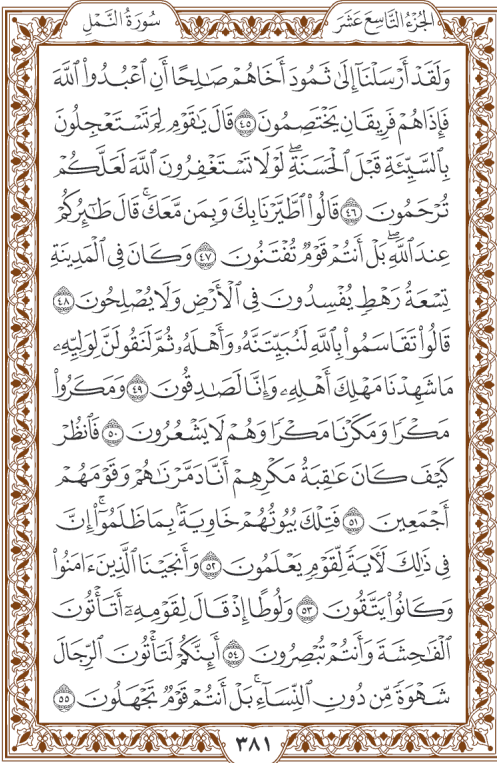 الجُزْءُ التَّاسِعَ عَشَرَ
سُورَةُ النَّمْلِ
وَلَقَدْ أَرْسَلْنَآ إِلَىٰ ثَمُودَ أَخَاهُمْ صَٰلِحًا أَنِ ٱعْبُدُوا۟ ٱللَّهَ
فَإِذَا هُمْ فَرِيقَانِ يَخْتَصِمُونَ ٤٥ قَالَ يَٰقَوْمِ لِمَ تَسْتَعْجِلُونَ
بِٱلسَّيِّئَةِ قَبْلَ ٱلْحَسَنَةِ ۖ لَوْلَا تَسْتَغْفِرُونَ ٱللَّهَ لَعَلَّكُمْ
تُرْحَمُونَ ٤٦ قَالُوا۟ ٱطَّيَّرْنَا بِكَ وَبِمَن مَّعَكَ ۚ قَالَ طَٰٓئِرُكُمْ
عِندَ ٱللَّهِ ۖ بَلْ أَنتُمْ قَوْمٌ تُفْتَنُونَ ٤٧ وَكَانَ فِى ٱلْمَدِينَةِ
تِسْعَةُ رَهْطٍ يُفْسِدُونَ فِى ٱلْأَرْضِ وَلَا يُصْلِحُونَ ٤٨
قَالُوا۟ تَقَاسَمُوا۟ بِٱللَّهِ لَنُبَيِّتَنَّهُۥ وَأَهْلَهُۥ ثُمَّ لَنَقُولَنَّ لِوَلِيِّهِۦ
مَا شَهِدْنَا مَهْلِكَ أَهْلِهِۦ وَإِنَّا لَصَٰدِقُونَ ٤٩ وَمَكَرُوا۟
مَكْرًا وَمَكَرْنَا مَكْرًا وَهُمْ لَا يَشْعُرُونَ ٥٠ فَٱنظُرْ
كَيْفَ كَانَ عَٰقِبَةُ مَكْرِهِمْ أَنَّا دَمَّرْنَٰهُمْ وَقَوْمَهُمْ
أَجْمَعِينَ ٥١ فَتِلْكَ بُيُوتُهُمْ خَاوِيَةًۢ بِمَا ظَلَمُوٓا۟ ۗ إِنَّ
فِى ذَٰلِكَ لَءَايَةً لِّقَوْمٍ يَعْلَمُونَ ٥٢ وَأَنجَيْنَا ٱلَّذِينَ ءَامَنُوا۟
وَكَانُوا۟ يَتَّقُونَ ٥٣ وَلُوطًا إِذْ قَالَ لِقَوْمِهِۦٓ أَتَأْتُونَ
ٱلْفَٰحِشَةَ وَأَنتُمْ تُبْصِرُونَ ٥٤ أَئِنَّكُمْ لَتَأْتُونَ ٱلرِّجَالَ
شَهْوَةً مِّن دُونِ ٱلنِّسَآءِ ۚ بَلْ أَنتُمْ قَوْمٌ تَجْهَلُونَ ٥٥
٣٨١